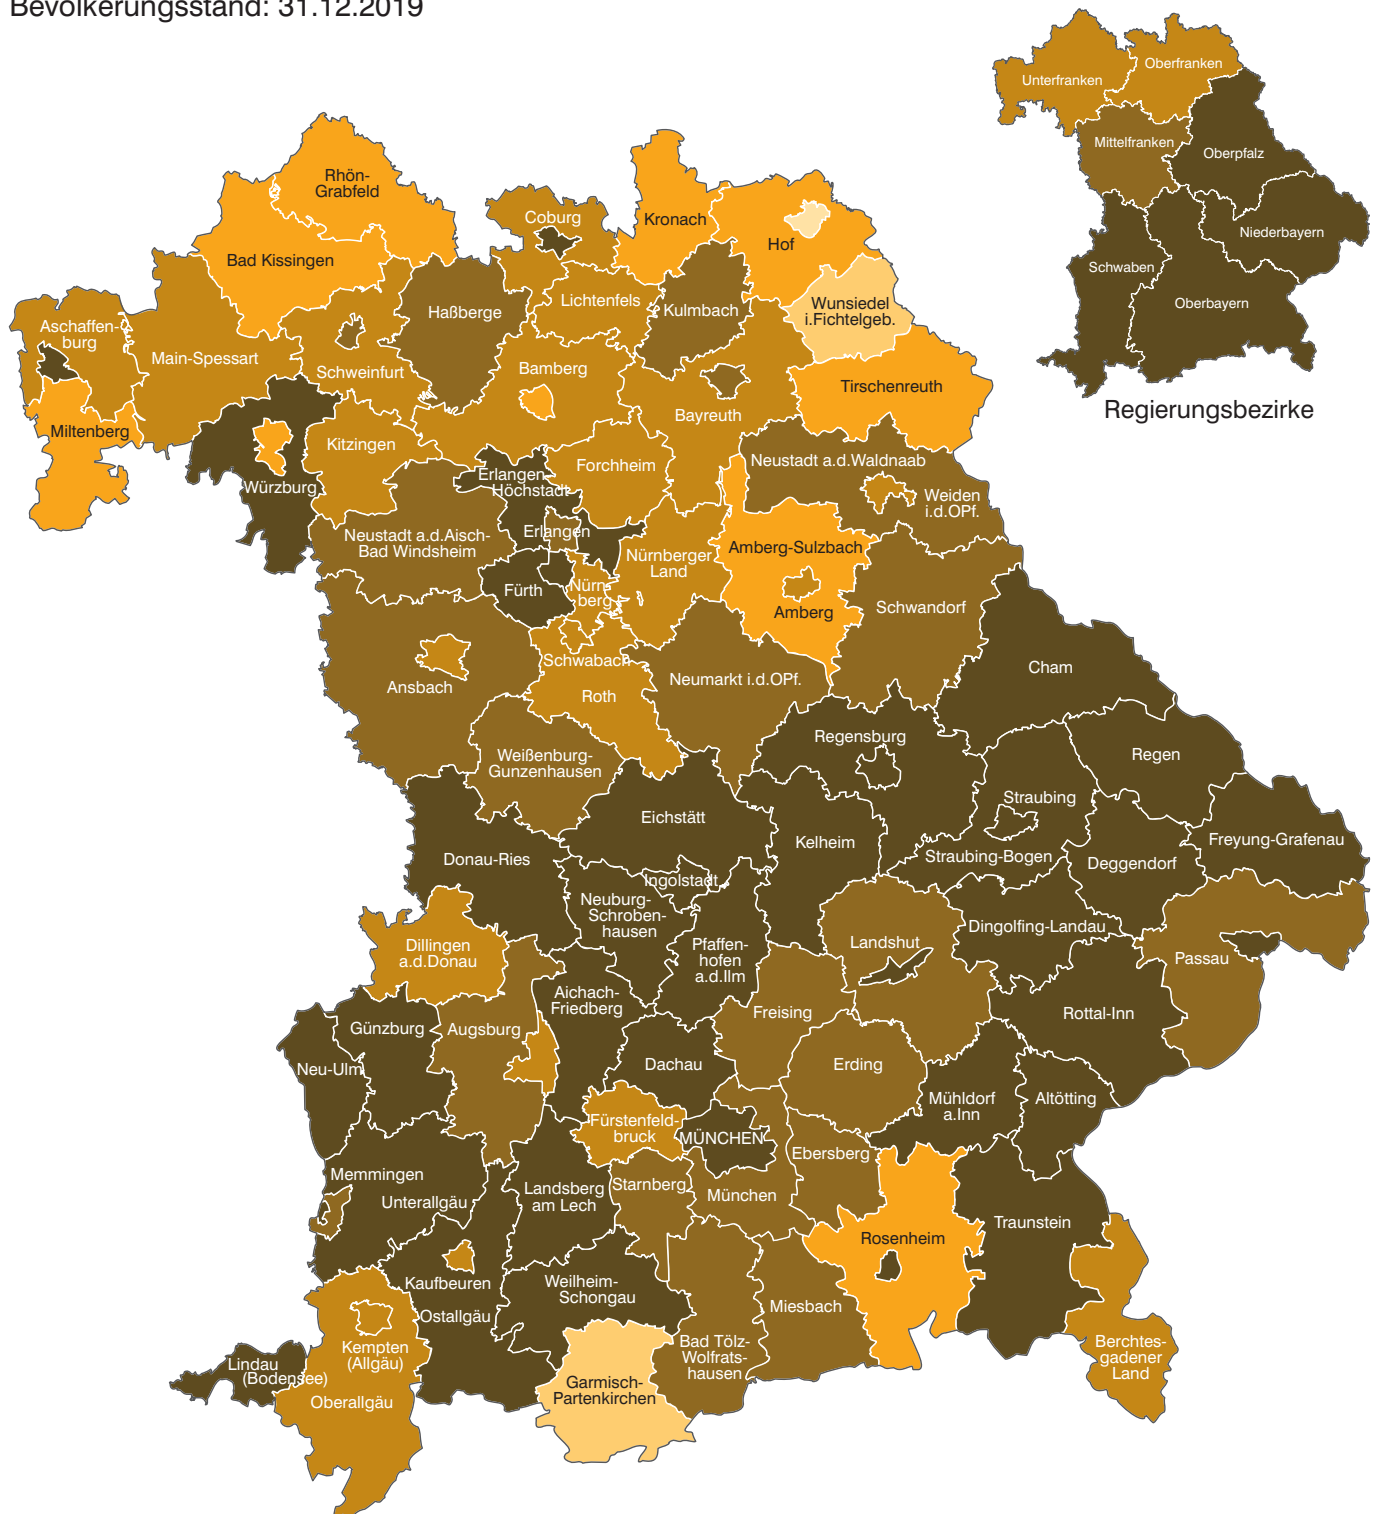 Bevölkerungsstand: 31.12.2019
Unterfranken
Oberfranken
Mittelfranken
Oberpfalz
Niederbayern
Schwaben
Oberbayern
Regierungsbezirke
Rhön-
Grabfeld
Bad Kissingen
Coburg
Kronach
Hof
Wunsiedel
i.Fichtelgeb.
Haßberge
Lichtenfels
Kulmbach
Aschaffen-
burg
Main-Spessart
Schweinfurt
Bamberg
Tirschenreuth
Bayreuth
Miltenberg
Kitzingen
Würzburg
Forchheim
Neustadt a.d.Waldnaab
Weiden
i.d.OPf.
Erlangen-
Höchstadt
Erlangen
Neustadt a.d.Aisch-
Bad Windsheim
Nürnberger
Land
Amberg-Sulzbach
Fürth
Nürn-
berg
Amberg
Schwandorf
Schwabach
Roth
Ansbach
Neumarkt i.d.OPf.
Cham
Weißenburg-
Gunzenhausen
Regensburg
Regen
Straubing
Eichstätt
Kelheim
Freyung-Grafenau
Donau-Ries
Straubing-Bogen
Deggendorf
Ingolstadt
Neuburg-
Schroben-
hausen
Dillingen
a.d.Donau
Pfaffen-
hofen
a.d.Ilm
Landshut
Dingolfing-Landau
Passau
Aichach-
Friedberg
Freising
Rottal-Inn
Günzburg
Augsburg
Neu-Ulm
Dachau
Erding
Mühldorf
a.Inn
Altötting
Fürstenfeld-
bruck
MÜNCHEN
Ebersberg
Memmingen
Unterallgäu
Landsberg
am Lech
Starnberg
München
Traunstein
Rosenheim
Kaufbeuren
Ostallgäu
Weilheim-
Schongau
Miesbach
Kempten
(Allgäu)
Bad Tölz-
Wolfrats-
hausen
Berchtes-
gadener
Land
Lindau
(Bodensee)
Oberallgäu
Garmisch-
Partenkirchen